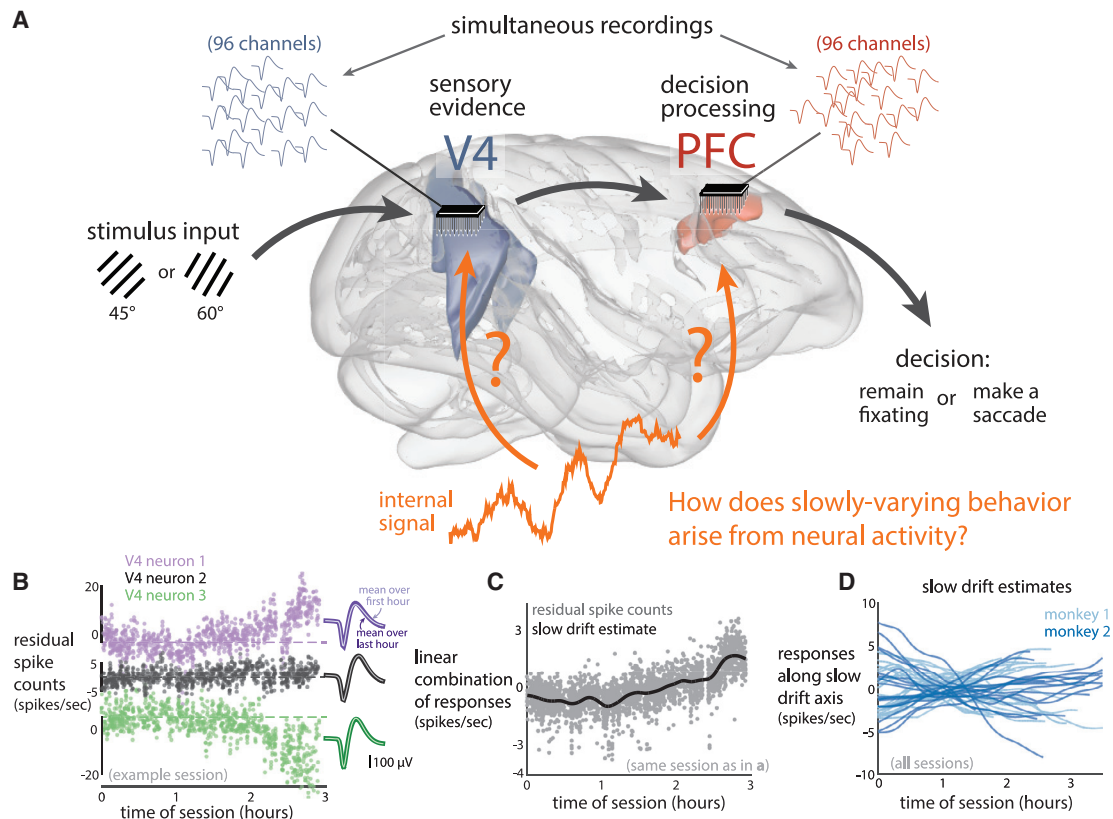 A
simultaneous recordings
(96 channels)
(96 channels)
sensory
evidence
decision
processing
V4
PFC
stimulus input
or
45°
60°
?
?
decision:
remain
fixating
or
make a
saccade
internal
signal
How does slowly-varying behavior
arise from neural activity?
B
V4 neuron 1
V4 neuron 2
V4 neuron 3
residual
spike
counts
(spikes/sec)
20
0
5
-5
0
-20
mean over
first hour
mean over
last hour
100 μV
(example session)
0
1
2
3
time of session (hours)
C
residual spike counts
slow drift estimate
linear
combination
of responses
(spikes/sec)
4
3
0
-3
-4
(same session as in a)
0
1
2
3
time of session (hours)
D
slow drift estimates
monkey 1
monkey 2
responses
along slow
drift axis
(spikes/sec)
10
5
0
-5
-10
(all sessions)
0
1
2
3
time of session (hours)